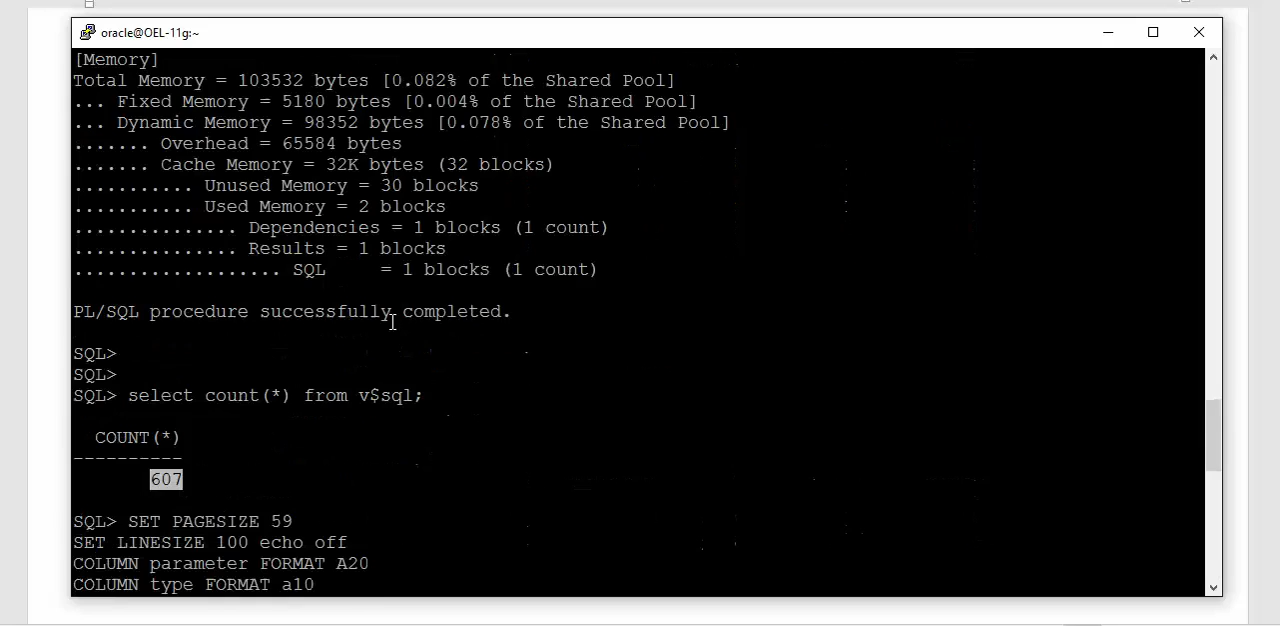 oracle@OEL-11g:~
[Memory]
Total Memory = 103532 bytes [0.082% of the Shared Pool]
... Fixed Memory = 5180 bytes [0.004% of the Shared Pool]
... Dynamic Memory = 98352 bytes [0.078% of the Shared Pool]
....... Overhead = 65584 bytes
....... Cache Memory = 32K bytes (32 blocks)
........... Unused Memory = 30 blocks
........... Used Memory = 2 blocks
............... Dependencies = 1 blocks (1 count)
............... Results = 1 blocks
................... SQL     = 1 blocks (1 count)
PL/SQL procedure successfully completed.
SQL>
SQL>
SQL> select count(*) from v$sql;
COUNT(*)
----------
607
SQL> SET PAGESIZE 59
SET LINESIZE 100 echo off
COLUMN parameter FORMAT A20
COLUMN type FORMAT a10